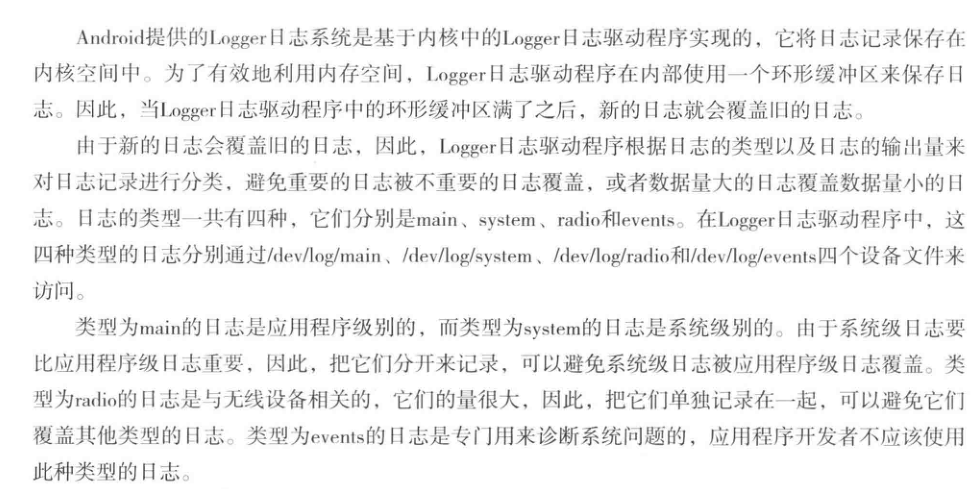 Android提供的Logger日志系统是基于内核中的Logger日志驱动程序实现的，它将日志记录保存在
内核空间中。为了有效地利用内存空间，Logger日志驱动程序在内部使用一个环形缓冲区来保存日
志。因此，当Logger日志驱动程序中的环形缓冲区满了之后，新的日志就会覆盖旧的日志。
由于新的日志会覆盖旧的日志，因此，Logger日志驱动程序根据日志的类型以及日志的输出量来
对日志记录进行分类，避免重要的日志被不重要的日志覆盖，或者数据量大的日志覆盖数据量小的日
志。日志的类型一共有四种，它们分别是main、system、radio和events。在Logger日志驱动程序中，这
四种类型的日志分别通过/dev/log/main、/dev/log/system、/dev/log/radio和/dev/log/events四个设备文件来
访问。
类型为main的日志是应用程序级别的，而类型为system的日志是系统级别的。由于系统级日志要
比应用程序级日志重要，因此，把它们分开来记录，可以避免系统级日志被应用程序级日志覆盖。类
型为radio的日志是与无线设备相关的，它们的量很大，因此，把它们单独记录在一起，可以避免它们
覆盖其他类型的日志。类型为events的日志是专门用来诊断系统问题的，应用程序开发者不应该使用
此种类型的日志。